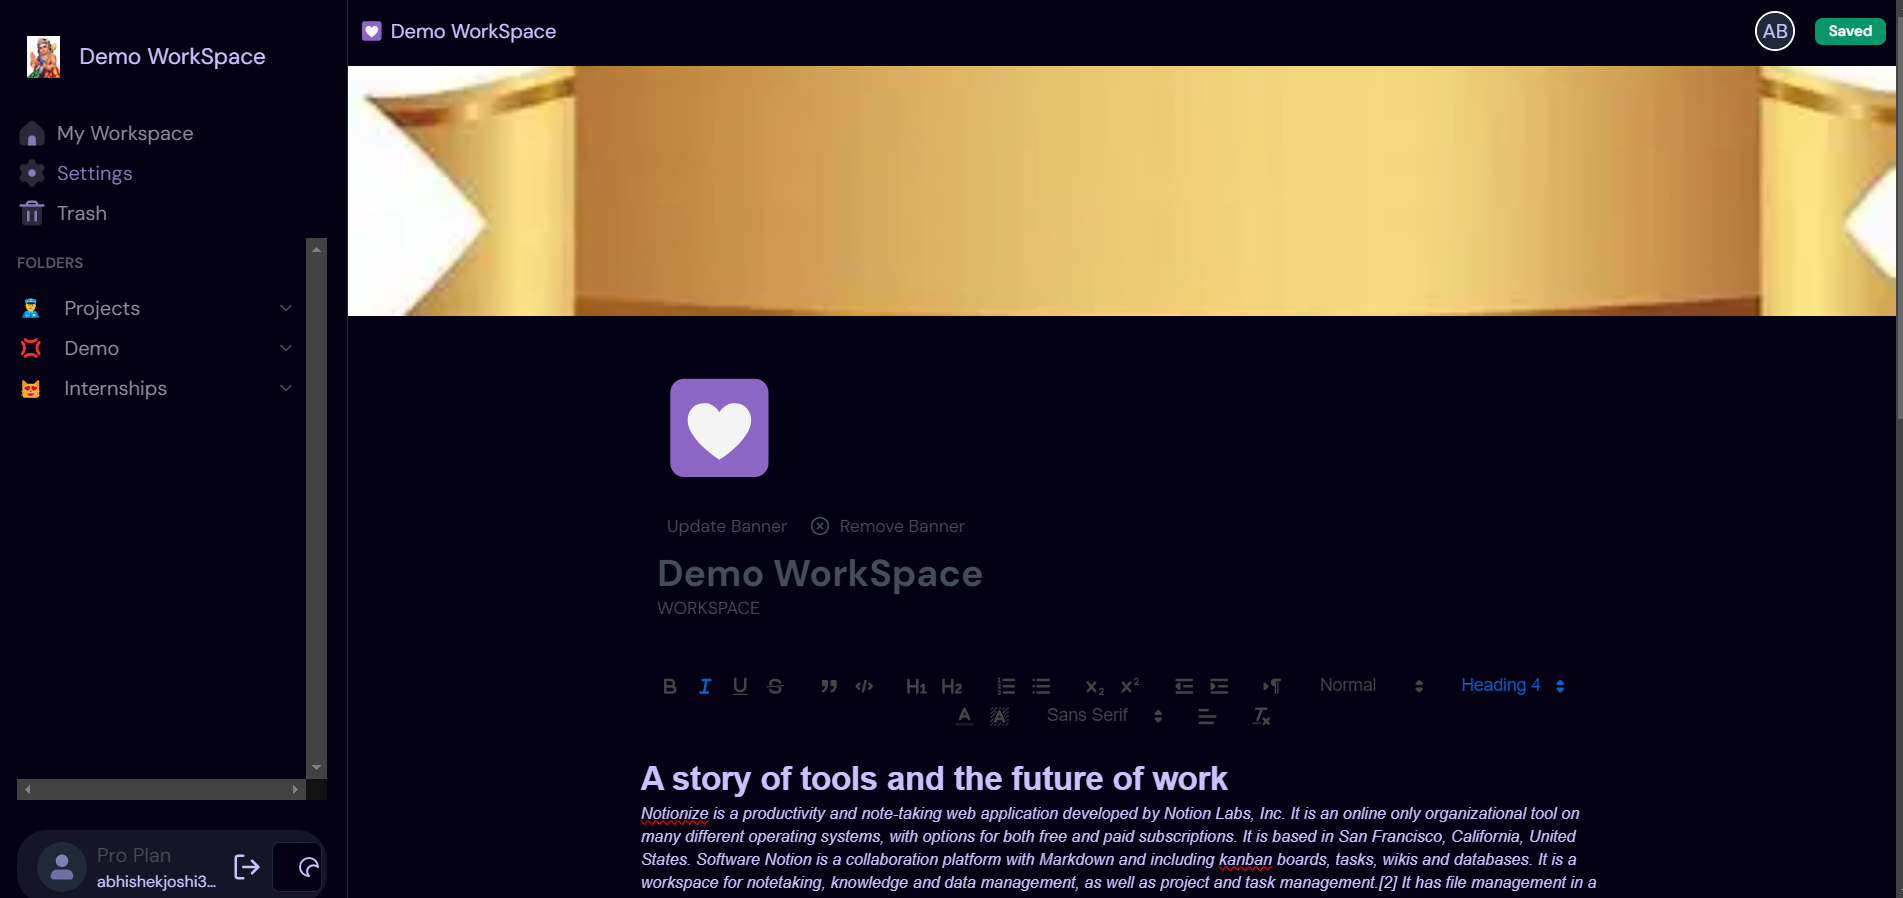 Demo WorkSpace
My Workspace
Settings
Trash
FOLDERS
Projects
Demo
Internships
Pro Plan
abhishekjoshi3...
Demo WorkSpace
AB
Saved
Update Banner Remove Banner
Demo WorkSpace
WORKSPACE
B I U S H1 H2 X2 X2 Normal Heading 4
A A Sans Serif Tx
A story of tools and the future of work
Notionize is a productivity and note-taking web application developed by Notion Labs, Inc. It is an online only organizational tool on
many different operating systems, with options for both free and paid subscriptions. It is based in San Francisco, California, United
States. Software Notion is a collaboration platform with Markdown and including kanban boards, tasks, wikis and databases. It is a
workspace for notetaking, knowledge and data management, as well as project and task management.[2] It has file management in a